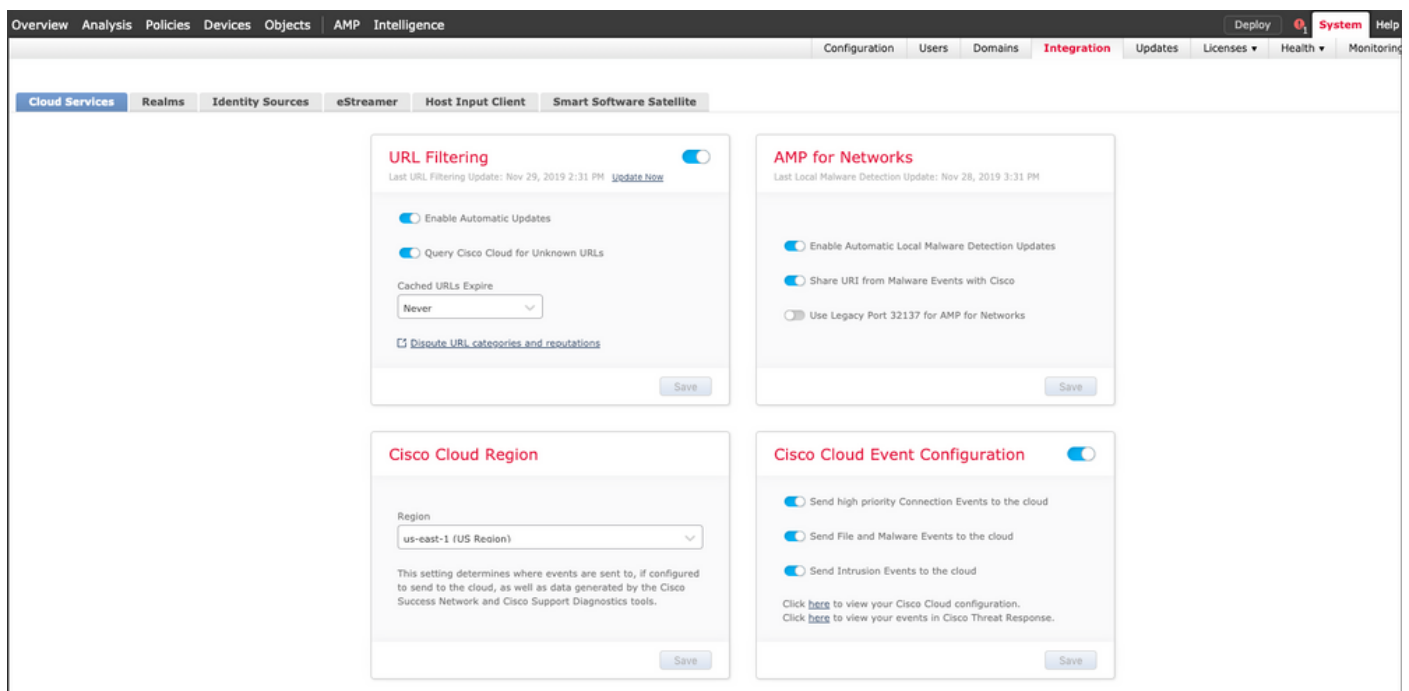 Overview Analysis Policies Devices Objects AMP Intelligence Deploy 1 System Help
Configuration Users Domains Integration Updates Licenses Health Monitoring
Cloud Services Realms Identity Sources eStreamer Host Input Client Smart Software Satellite
URL Filtering
Last URL Filtering Update: Nov 29, 2019 2:31 PM Update Now
Enable Automatic Updates
Query Cisco Cloud for Unknown URLs
Cached URLs Expire
Never
Dispute URL categories and reputations
Save
AMP for Networks
Last Local Malware Detection Update: Nov 28, 2019 3:31 PM
Enable Automatic Local Malware Detection Updates
Share URI from Malware Events with Cisco
Use Legacy Port 32137 for AMP for Networks
Save
Cisco Cloud Region
Region
us-east-1 (US Region)
This setting determines where events are sent to, if configured
to send to the cloud, as well as data generated by the Cisco
Success Network and Cisco Support Diagnostics tools.
Save
Cisco Cloud Event Configuration
Send high priority Connection Events to the cloud
Send File and Malware Events to the cloud
Send Intrusion Events to the cloud
Click here to view your Cisco Cloud configuration.
Click here to view your events in Cisco Threat Response.
Save